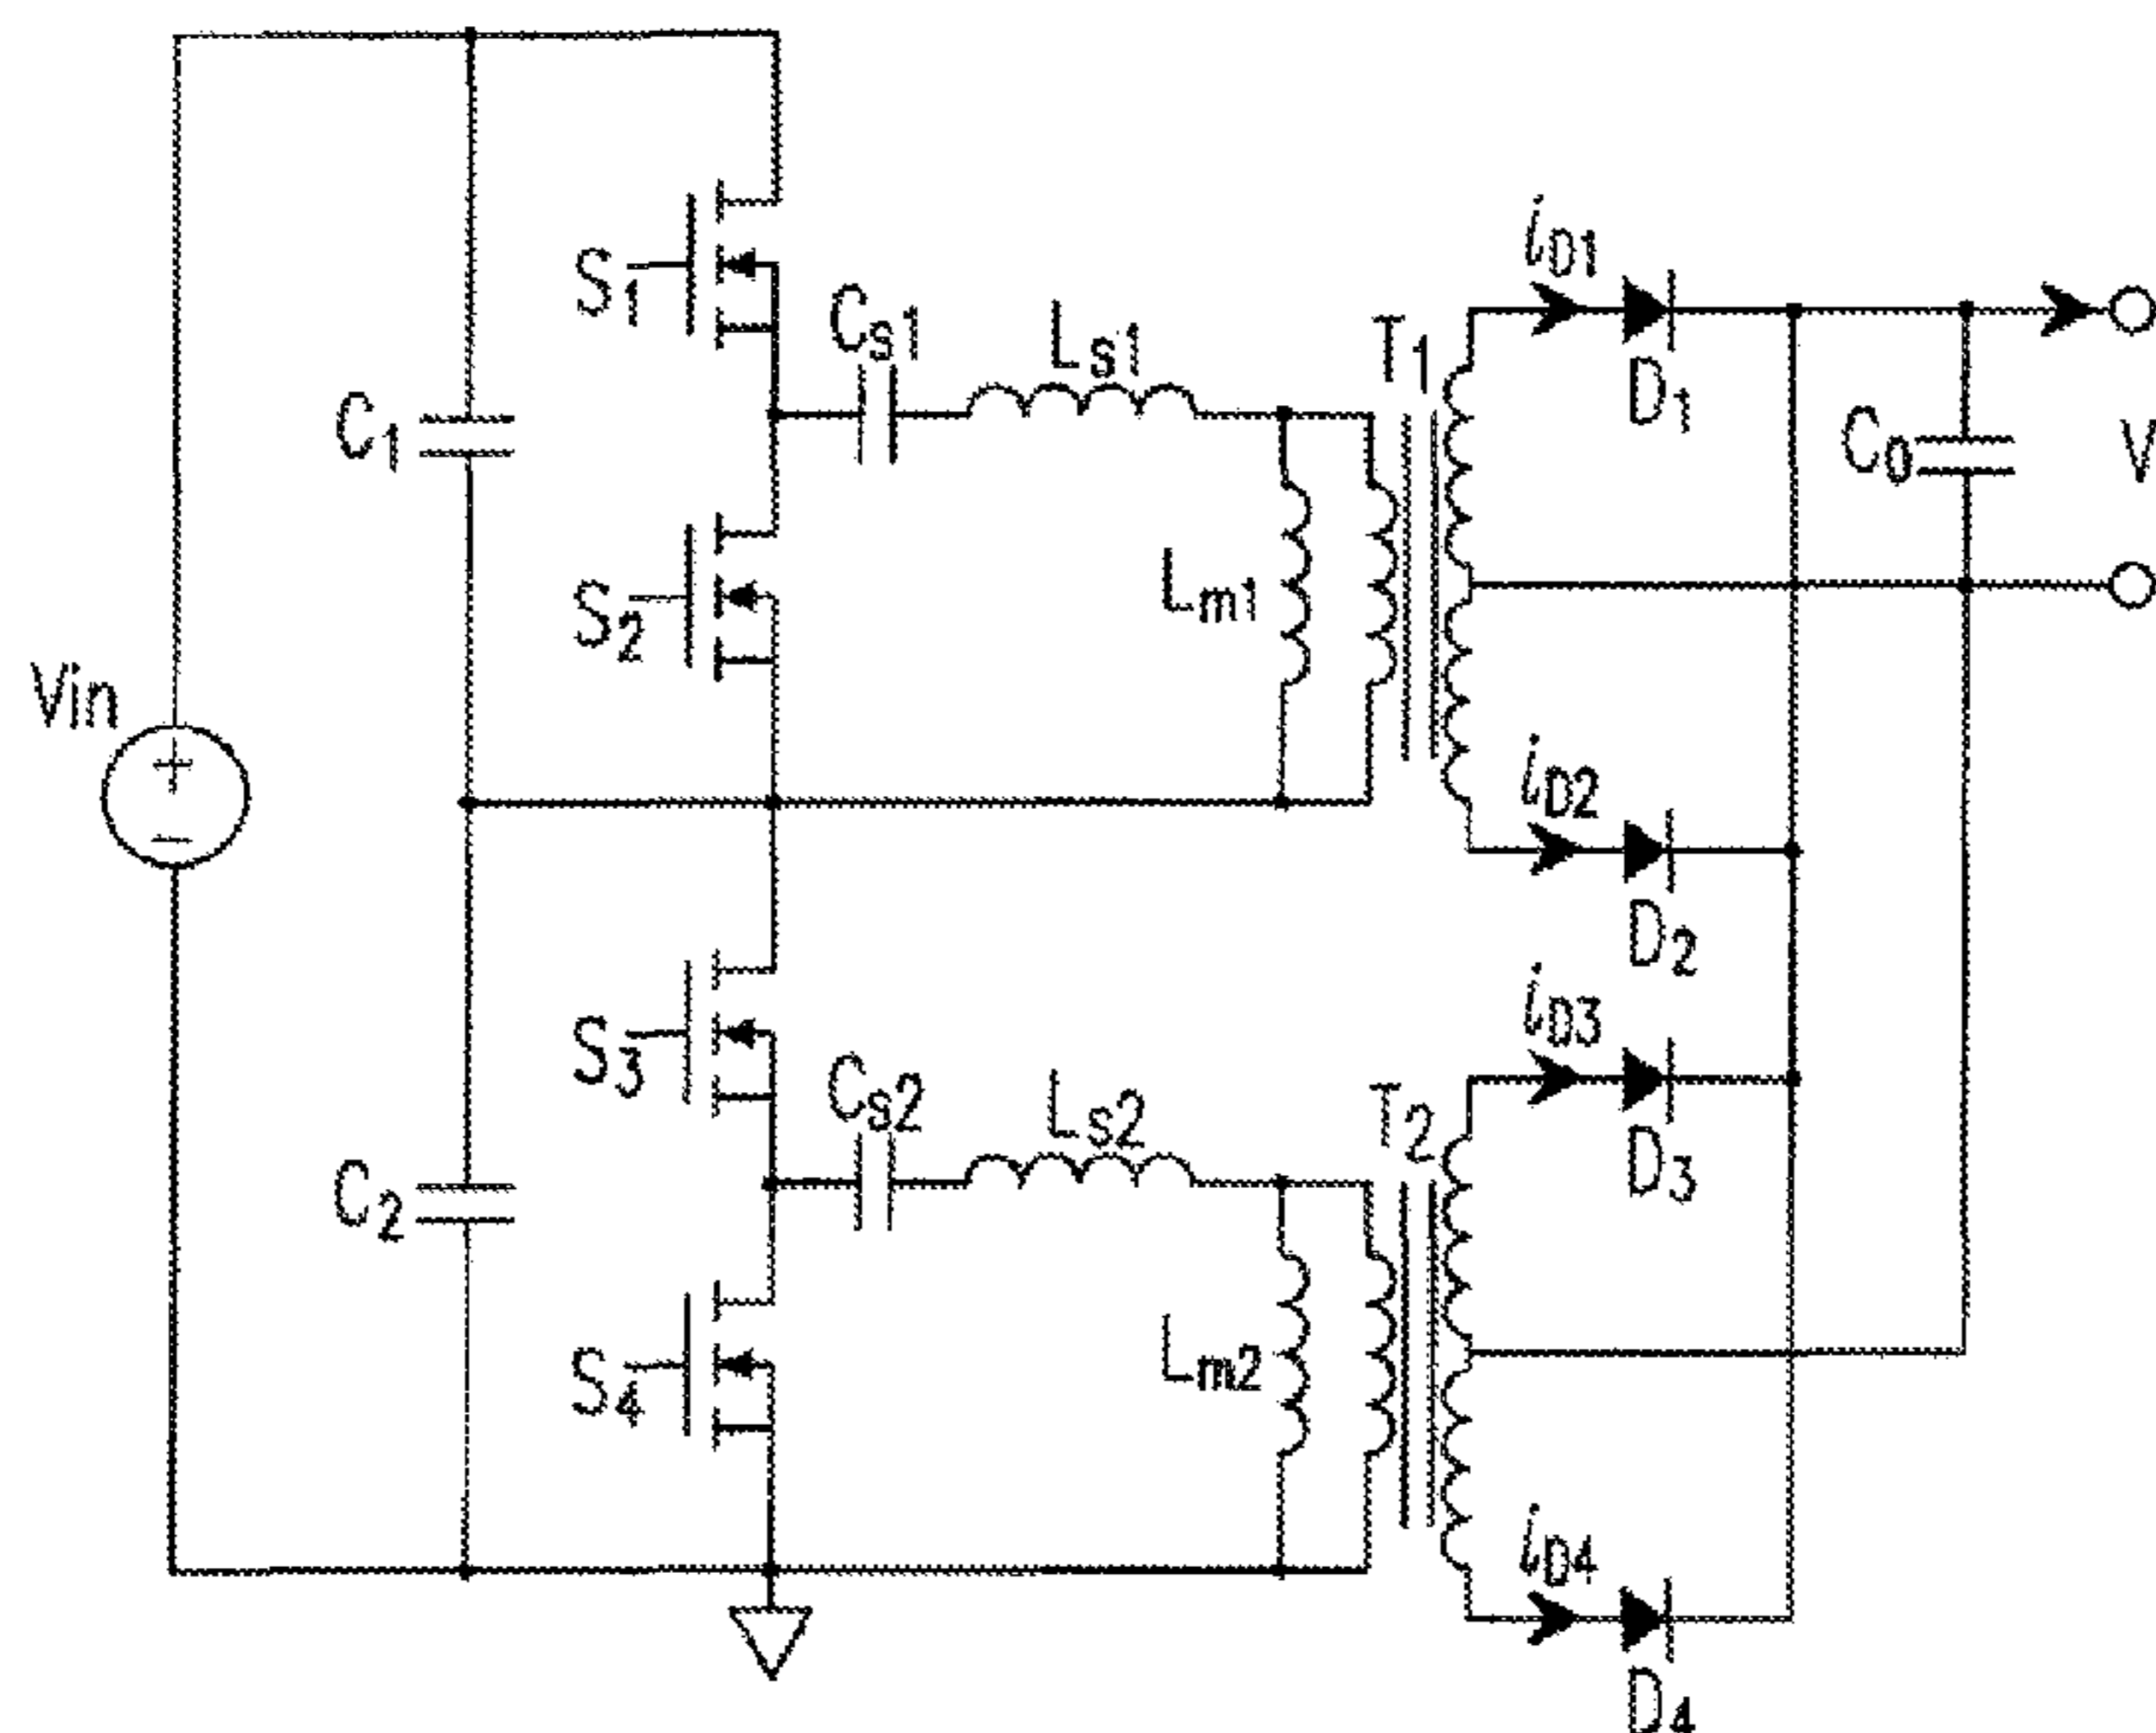 Vin
+
−
C1
C2
S1
S2
S3
S4
Cs1
Ls1
Lm1
T1
iD1
D1
iD2
D2
C0
V
Cs2
Ls2
Lm2
T2
iD3
D3
iD4
D4